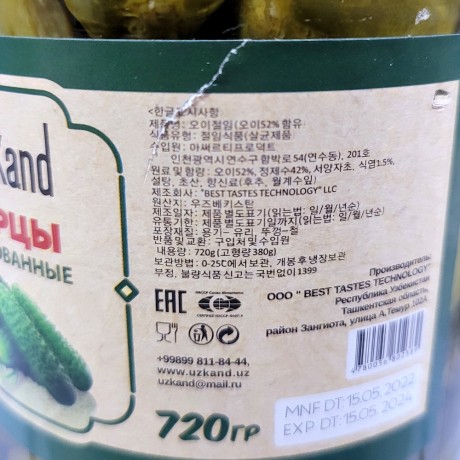 Kand
РЦЫ
ОВАННЫЕ
<한글표시사항>
제품명: 오이절임(오이52%함유)
식품유형: 절임식품(살균제품)
수입원: 아써르티프로덕트
인천광역시연수구함박로54(연수동), 201호
원료 및 함량: 오이52%, 정제수42%, 서양자초, 식염1.5%,
설탕, 초산, 향신료(후추, 월계수잎)
제조회사: "BEST TASTES TECHNOLOGY" LLC
원산지: 우즈베키스탄
제조일자: 제품별도표기(읽는법: 일/월/년순)
유통기한: 제품별도표기일까지(읽는법: 일/월/년순)
포장재질: 용기- 유리, 뚜껑-철
반품및교환: 구입처및수입원
내용량: 720g (고형량 380g)
보관방법: 0-25C에서보관, 개봉후냉장보관
부정, 불량식품 신고는국번없이1399
EAC
+99899 811-84-44,
www.uzkand.uz
uzkand@mail.ru
720ГР
Производитель:
ООО " BEST TASTES TECHNOLOGY"
Республика Узбекистан
Ташкентская область,
район Зангиота, улица А.Темур 102А.
MNF DT:15.05. 2022
EXP DT:15.05. 2024